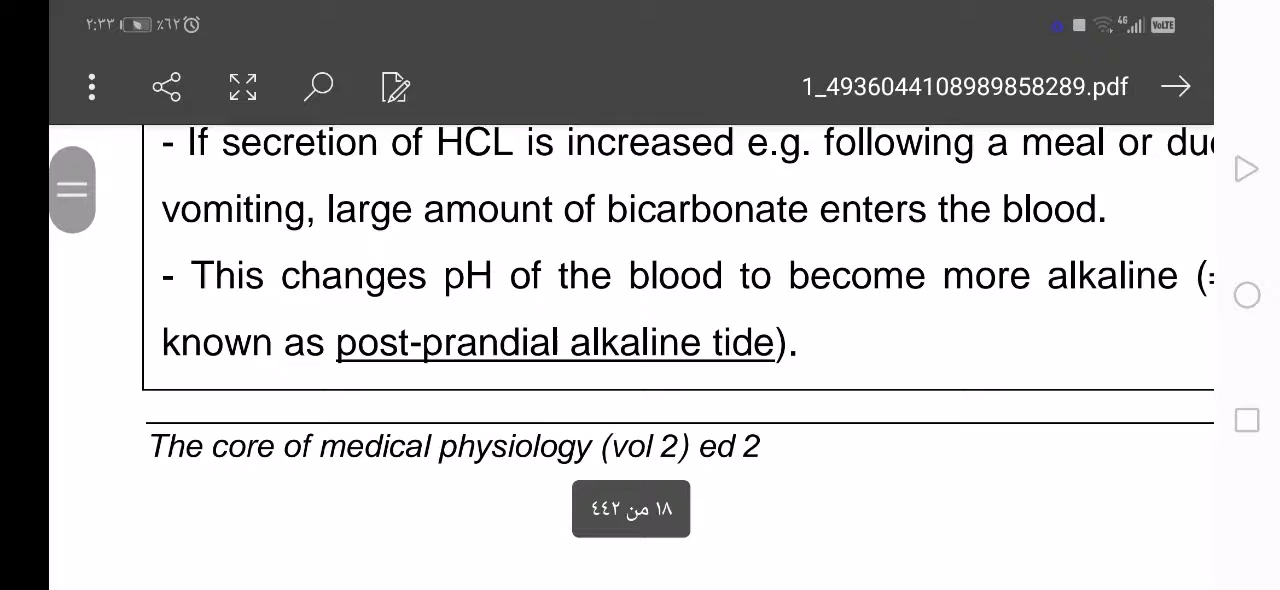 ٢:٣٣ ٪٦٢ 4G VoLTE
1_4936044108989858289.pdf
- If secretion of HCL is increased e.g. following a meal or
vomiting, large amount of bicarbonate enters the blood.
- This changes pH of the blood to become more alkaline (
known as post-prandial alkaline tide).
The core of medical physiology (vol 2) ed 2
١٨ من ٤٤٢